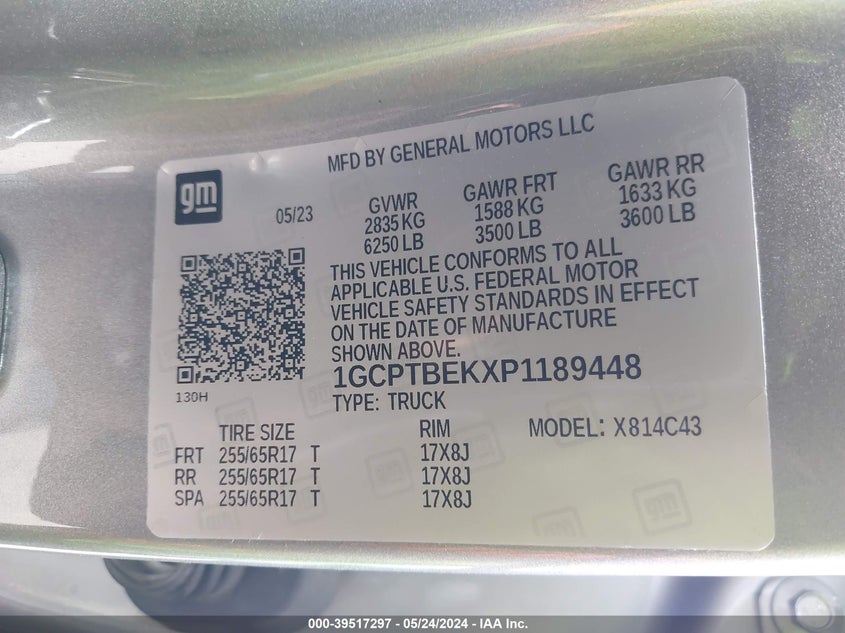 MFD BY GENERAL MOTORS LLC
gm
05/23
GVWR
2835 KG
6250 LB
GAWR FRT
1588 KG
3500 LB
GAWR RR
1633 KG
3600 LB
THIS VEHICLE CONFORMS TO ALL
APPLICABLE U.S. FEDERAL MOTOR
VEHICLE SAFETY STANDARDS IN EFFECT
ON THE DATE OF MANUFACTURE
SHOWN ABOVE.
130H
1GCPTBEKXP1189448
TYPE: TRUCK
TIRE SIZE RIM MODEL: X814C43
FRT 255/65R17 T 17X8J
RR 255/65R17 T 17X8J
SPA 255/65R17 T 17X8J
000-39517297 - 05/24/2024 - IAA Inc.